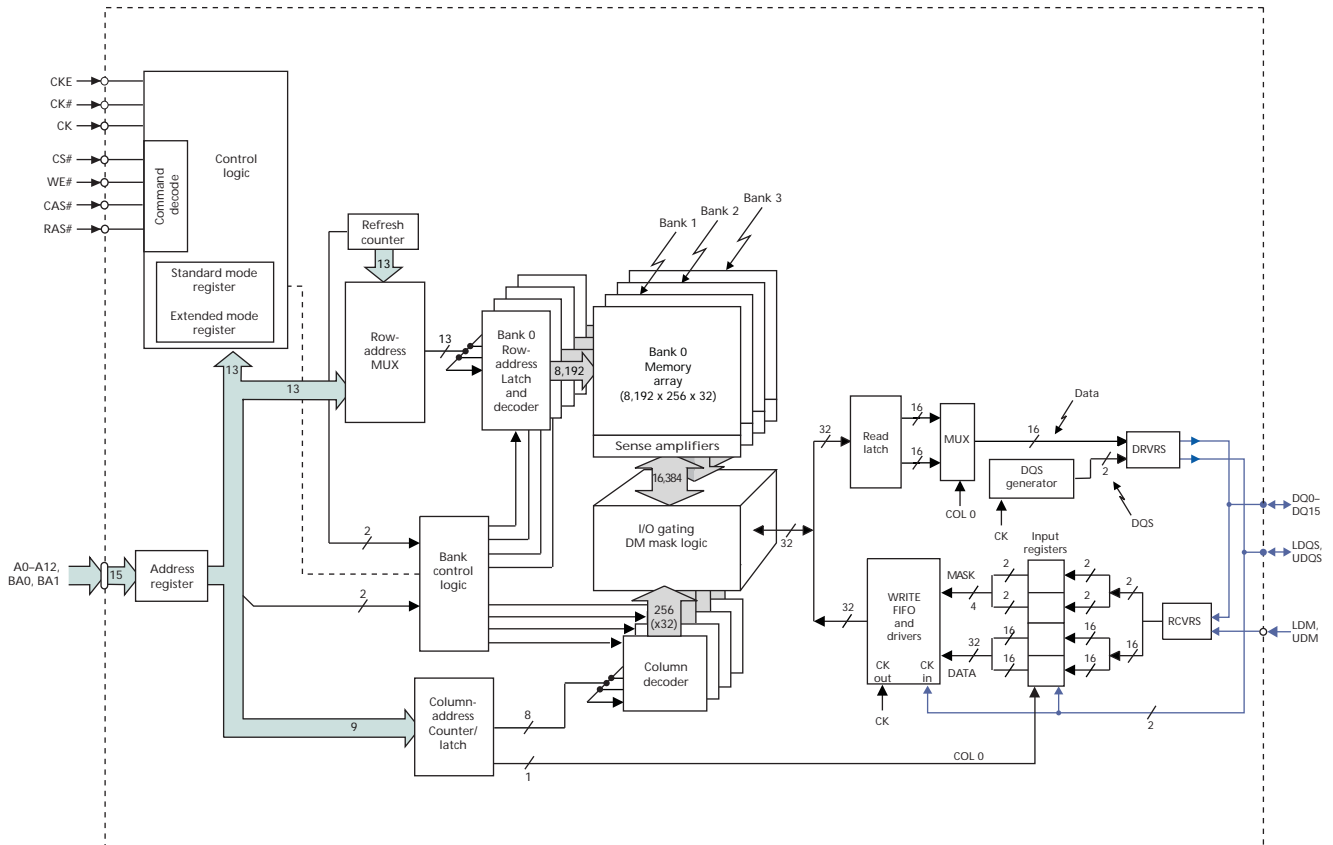 CKE
CK#
CK
CS#
WE#
CAS#
RAS#
Command
decode
Control
logic
Standard mode
register
Extended mode
register
Refresh
counter
13
Row-
address
MUX
13
13
13
Bank 0
Row-
address
Latch
and
decoder
8,192
Bank 1
Bank 2
Bank 3
Bank 0
Memory
array
(8,192 x 256 x 32)
Sense amplifiers
16,384
I/O gating
DM mask logic
256
(x32)
Column
decoder
2
2
Bank
control
logic
A0–A12,
BA0, BA1
15
Address
register
9
Column-
address
Counter/
latch
8
1
COL 0
32
32
32
Read
latch
16
16
MUX
COL 0
16
Data
DQS
generator
CK
2
DQS
DRVRS
DQ0–
DQ15
LDQS,
UDQS
LDM,
UDM
RCVRS
Input
registers
2
2
16
16
2
2
16
16
2
16
MASK
4
32
DATA
WRITE
FIFO
and
drivers
CK
out
CK
in
CK
2